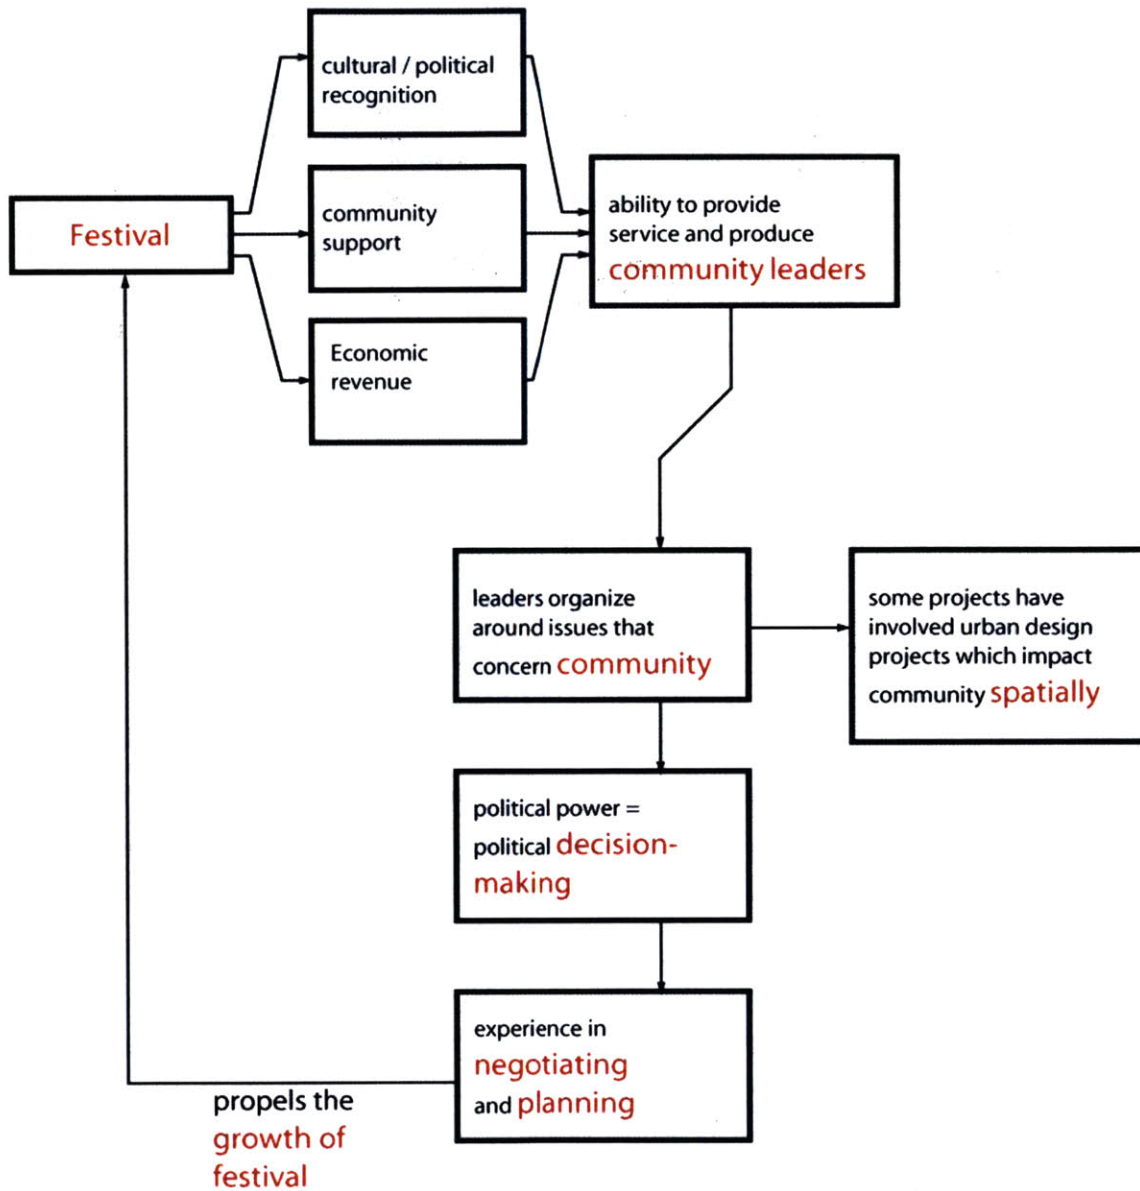 cultural / political
recognition
Festival
community
support
Economic
revenue
ability to provide
service and produce
community leaders
leaders organize
around issues that
concern community
some projects have
involved urban design
projects which impact
community spatially
political power =
political decision-
making
experience in
negotiating
and planning
propels the
growth of
festival